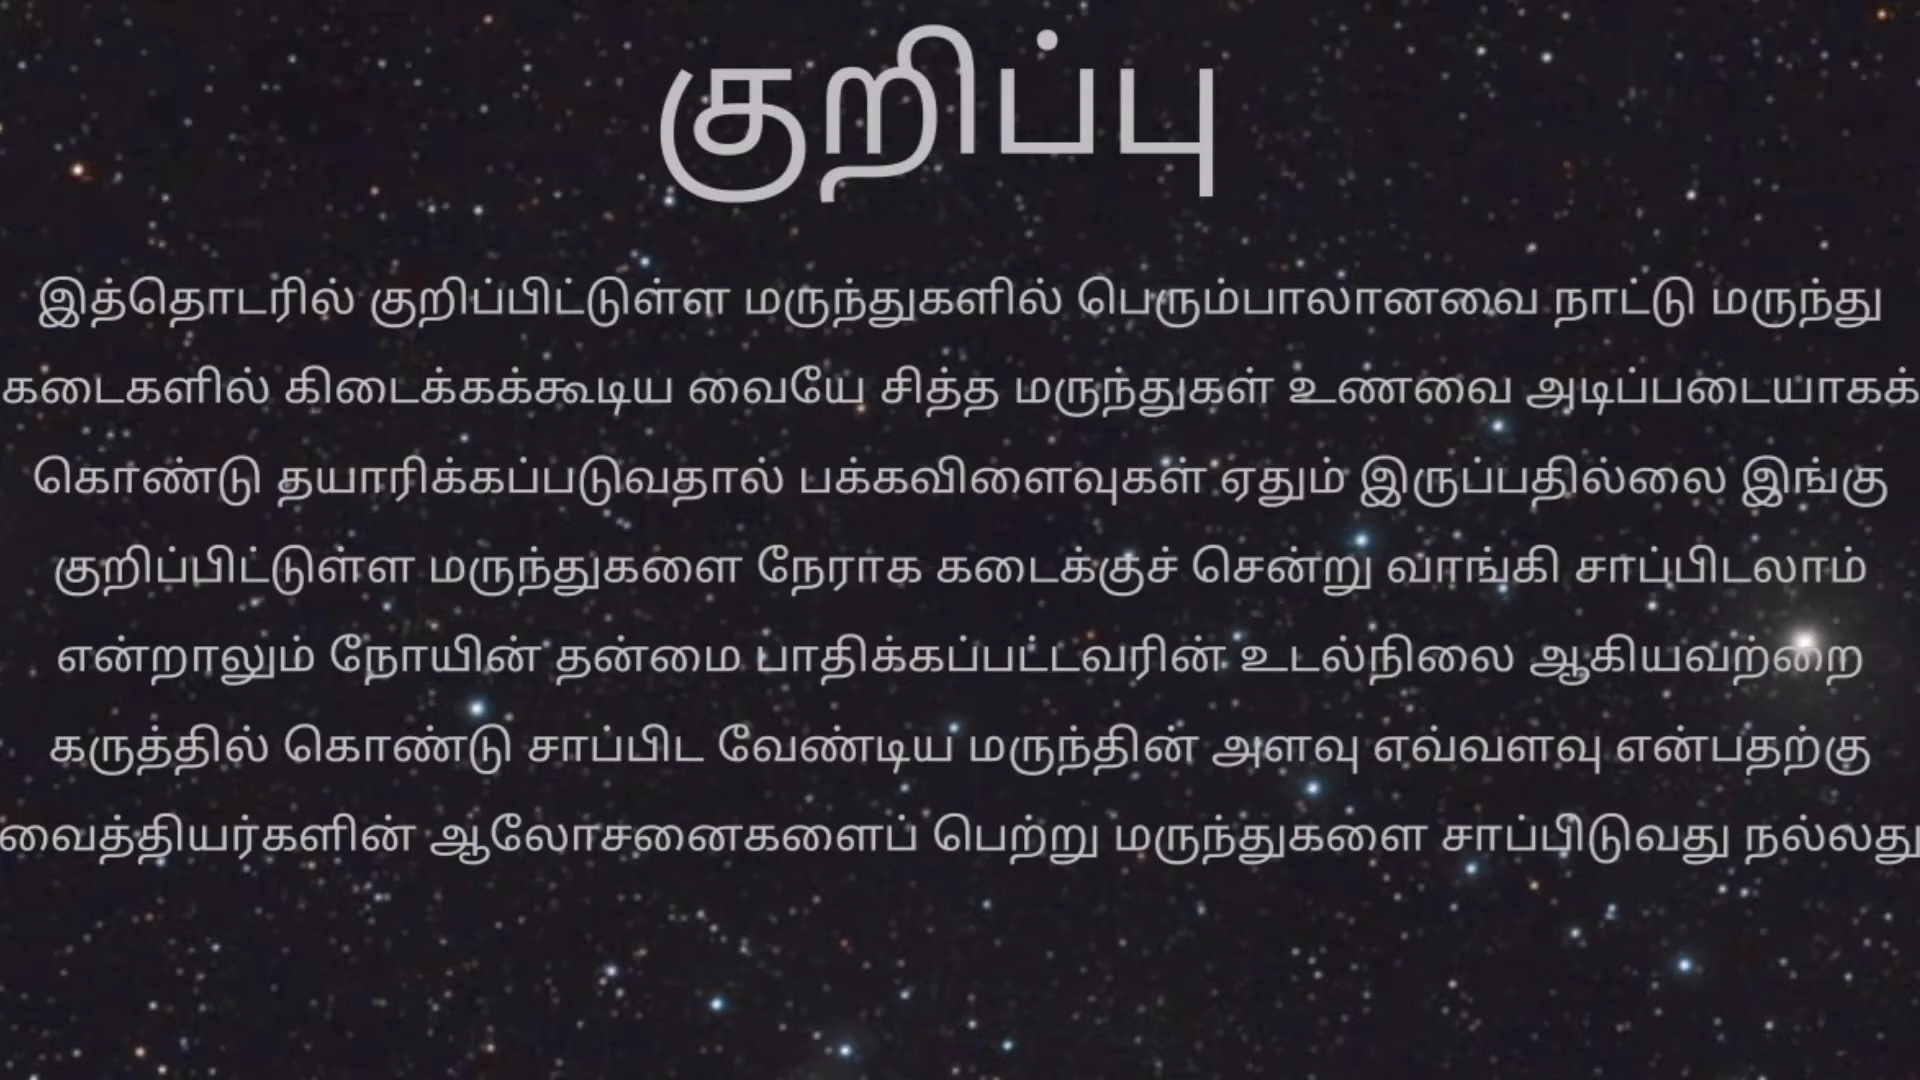 குறிப்பு
இத்தொடரில் குறிப்பிட்டுள்ள மருந்துகளில் பெரும்பாலானவை நாட்டு மருந்து
கடைகளில் கிடைக்கக்கூடிய வையே சித்த மருந்துகள் உணவை அடிப்படையாகக்
கொண்டு தயாரிக்கப்படுவதால் பக்கவிளைவுகள் ஏதும் இருப்பதில்லை இங்கு
குறிப்பிட்டுள்ள மருந்துகளை நேராக கடைக்குச் சென்று வாங்கி சாப்பிடலாம்
என்றாலும் நோயின் தன்மை பாதிக்கப்பட்டவரின் உடல்நிலை ஆகியவற்றை
கருத்தில் கொண்டு சாப்பிட வேண்டிய மருந்தின் அளவு எவ்வளவு என்பதற்கு
வைத்தியர்களின் ஆலோசனைகளைப் பெற்று மருந்துகளை சாப்பீடுவது நல்லது